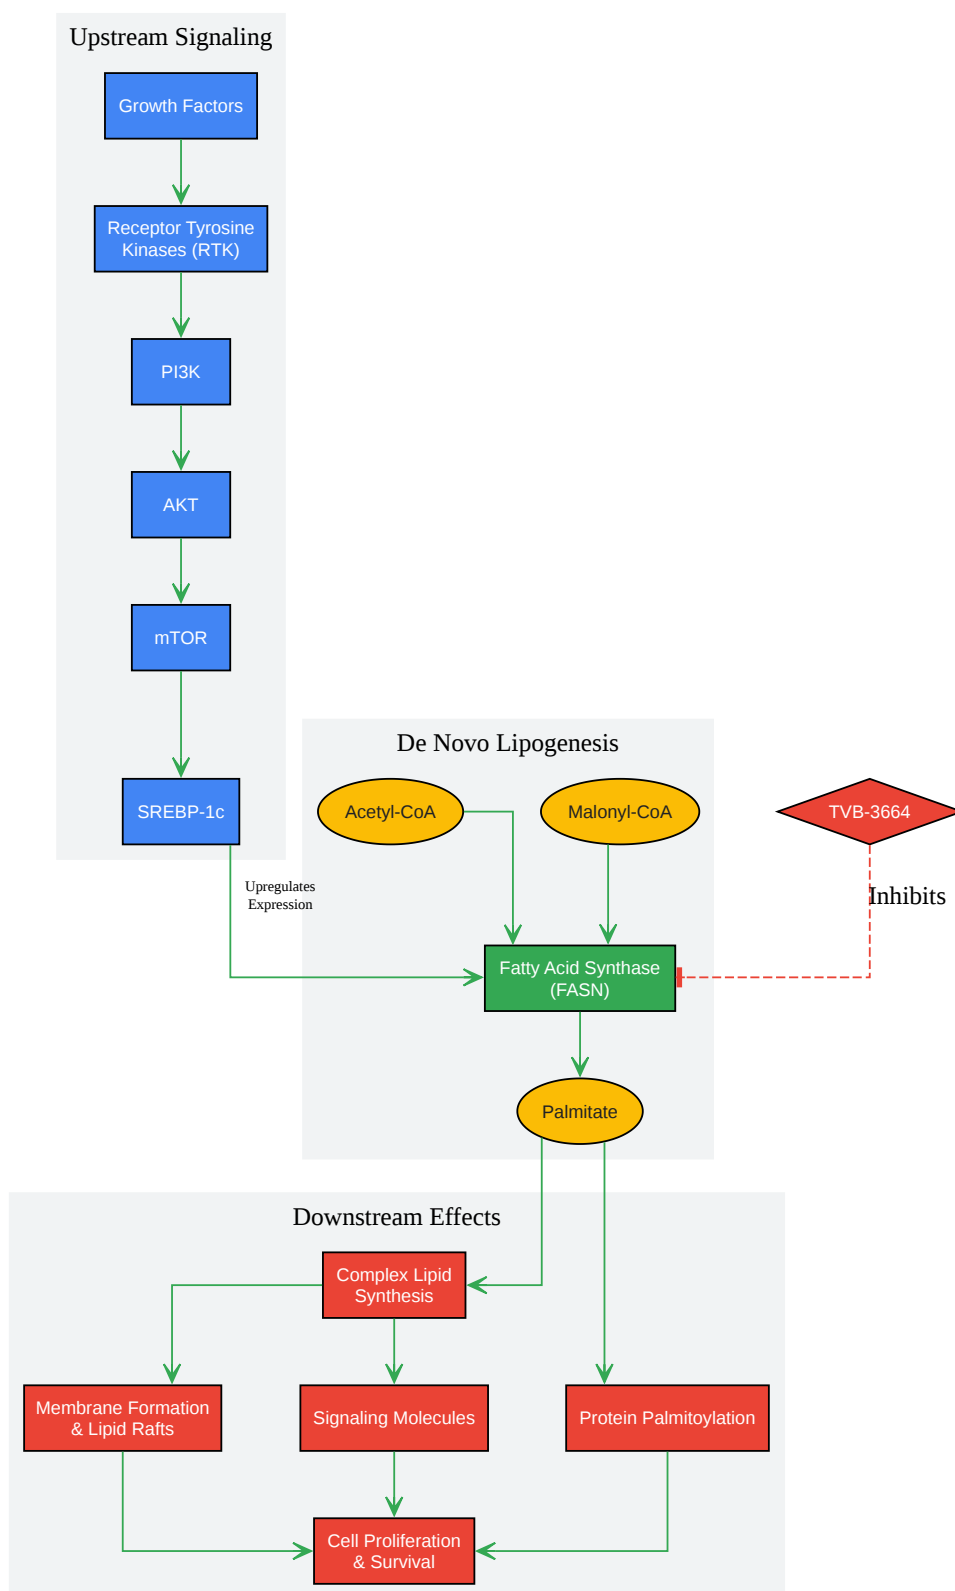 Upstream Signaling
Growth Factors
Receptor Tyrosine
Kinases (RTK)
PI3K
AKT
mTOR
SREBP-1c
De Novo Lipogenesis
Acetyl-CoA
Malonyl-CoA
TVB-3664
Upregulates
Expression
Inhibits
Fatty Acid Synthase
(FASN)
Palmitate
Downstream Effects
Complex Lipid
Synthesis
Membrane Formation
& Lipid Rafts
Signaling Molecules
Protein Palmitoylation
Cell Proliferation
& Survival